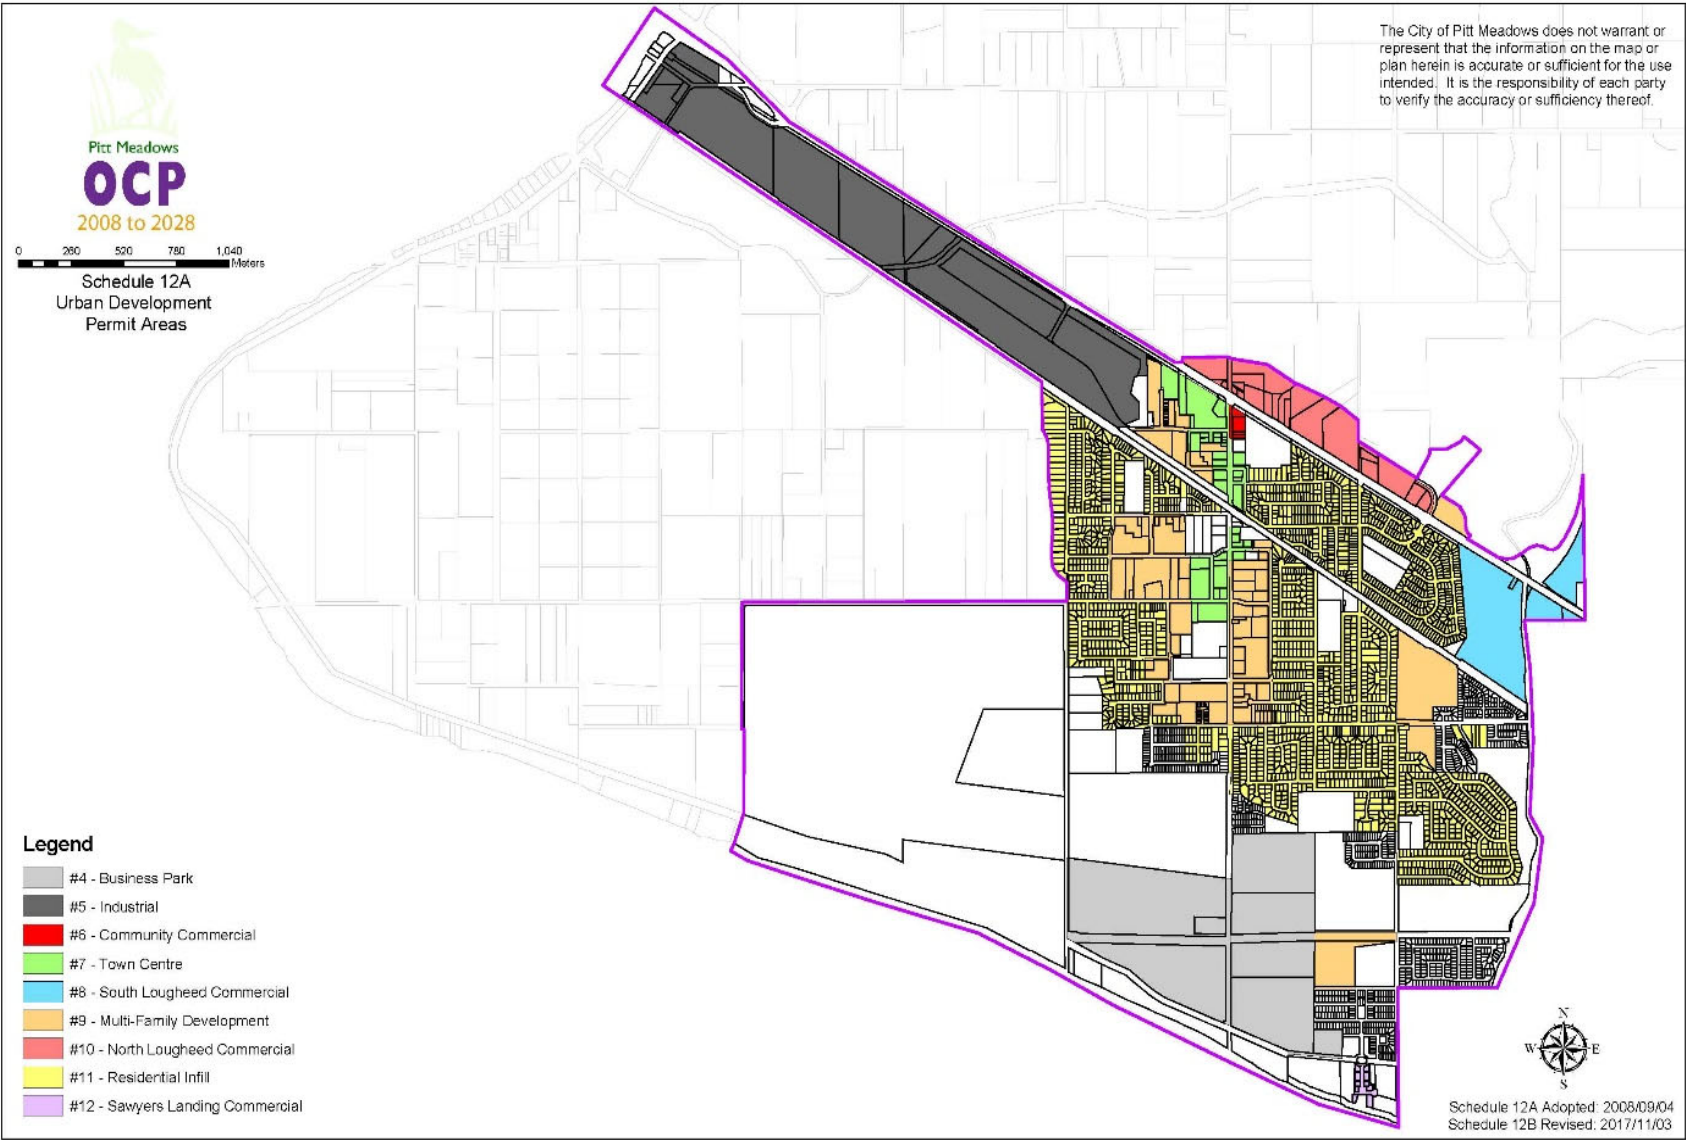 The City of Pitt Meadows does not warrant or
represent that the information on the map or
plan herein is accurate or sufficient for the use
intended. It is the responsibility of each party
to verify the accuracy or sufficiency thereof.
Pitt Meadows
OCP
2008 to 2028
0 260 520 780 1,040
Meters
Schedule 12A
Urban Development
Permit Areas
Legend
#4 - Business Park
#5 - Industrial
#6 - Community Commercial
#7 - Town Centre
#8 - South Lougheed Commercial
#9 - Multi-Family Development
#10 - North Lougheed Commercial
#11 - Residential Infill
#12 - Sawyers Landing Commercial
N
W E
S
Schedule 12A Adopted: 2008/09/04
Schedule 12B Revised: 2017/11/03